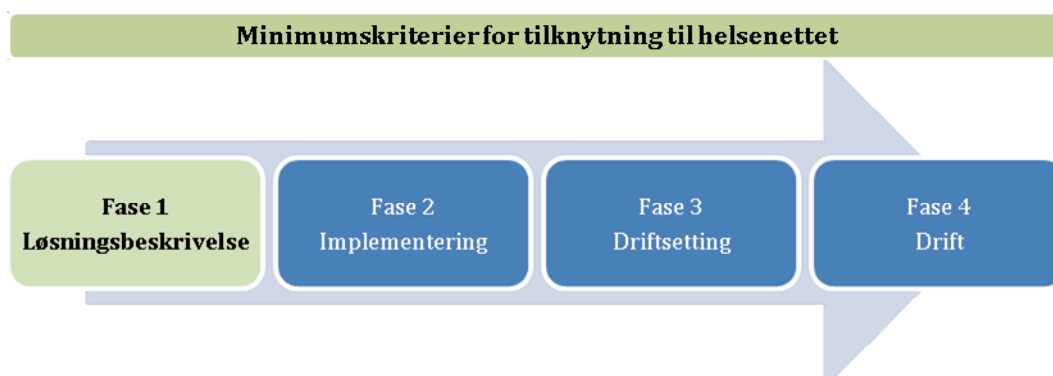 Minimumskriterier for tilknytning til helsenettet
Fase 1
Løsningsbeskrivelse
Fase 2
Implementering
Fase 3
Driftsetting
Fase 4
Drift